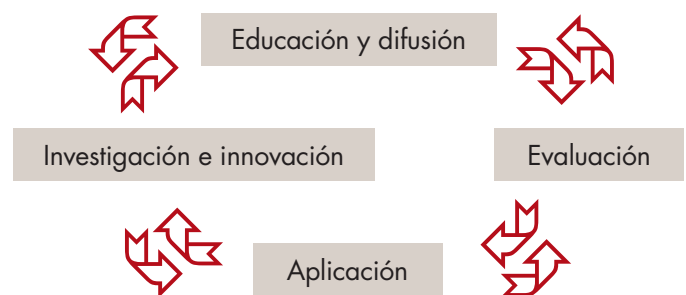 Educación y difusión
Investigación e innovación
Evaluación
Aplicación